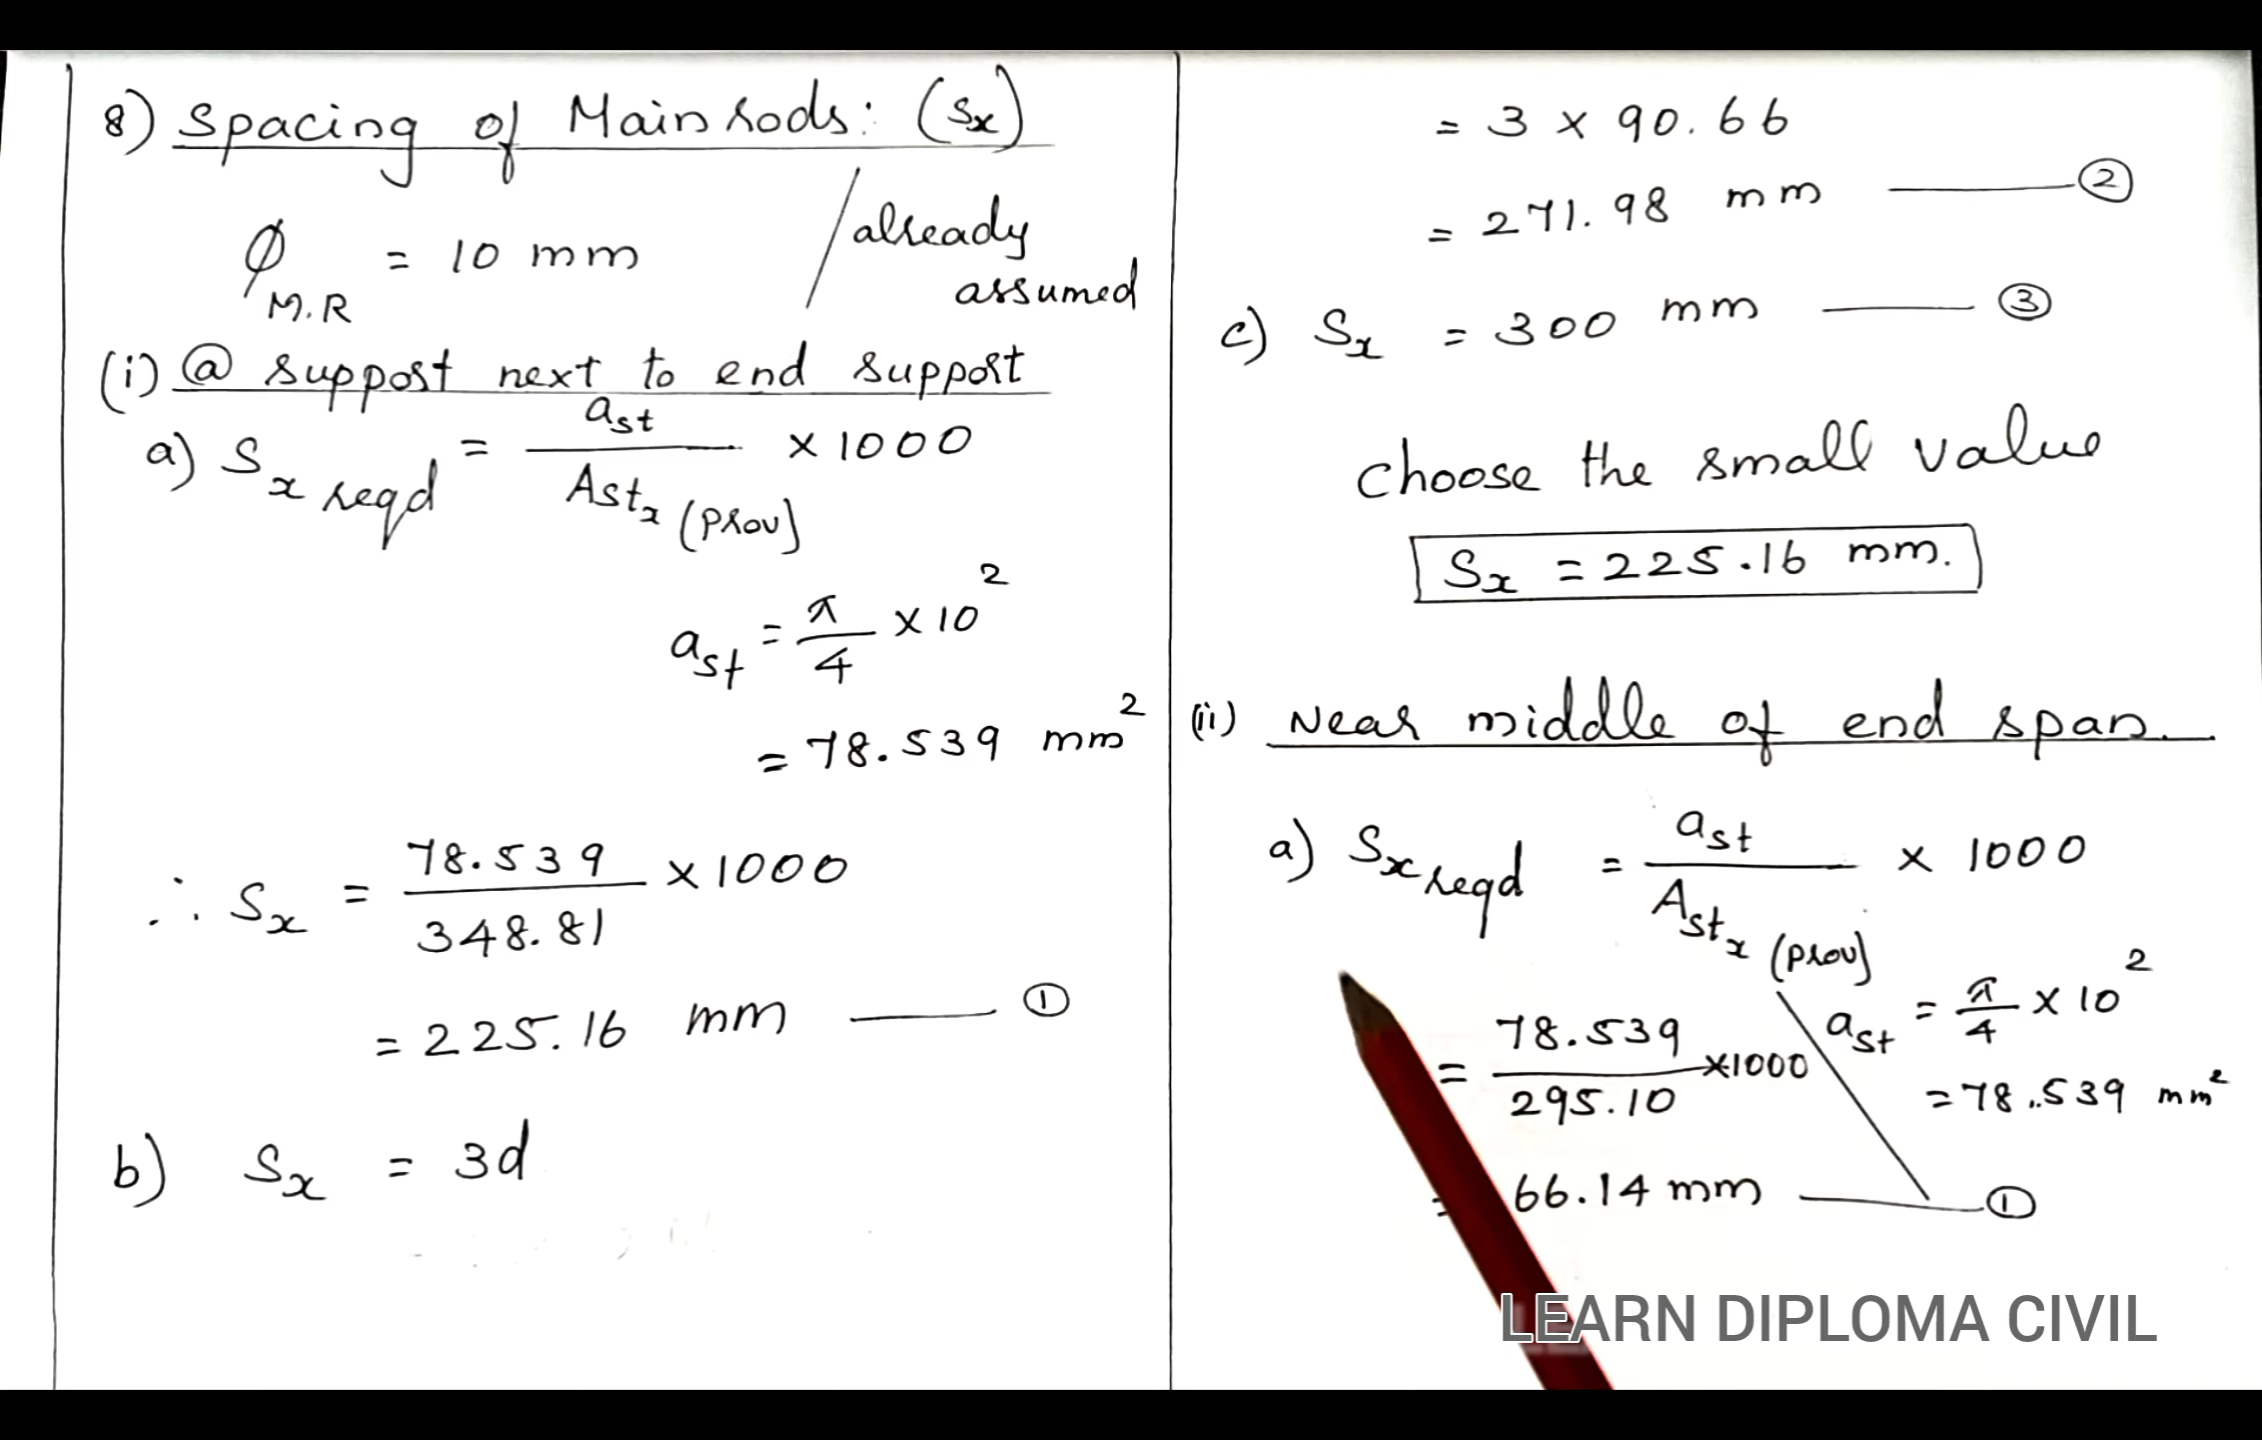 8) Spacing of Main rods: (Sx)
φ M.R = 10 mm / already assumed
(i) @ support next to end support
a) Sx reqd = ast / Astx (prov) × 1000
ast = π/4 × 10²
= 78.539 mm²
∴ Sx = 78.539 / 348.81 × 1000
= 225.16 mm ——— ①
b) Sx = 3d
= 3 × 90.66
= 271.98 mm ——— ②
c) Sx = 300 mm ——— ③
choose the small value
Sx = 225.16 mm.
(ii) Near middle of end span.
a) Sx reqd = ast / Astx (prov) × 1000
ast = π/4 × 10²
= 78.539 mm²
= 78.539 / 295.10 × 1000
66.14 mm ——— ①
LEARN DIPLOMA CIVIL